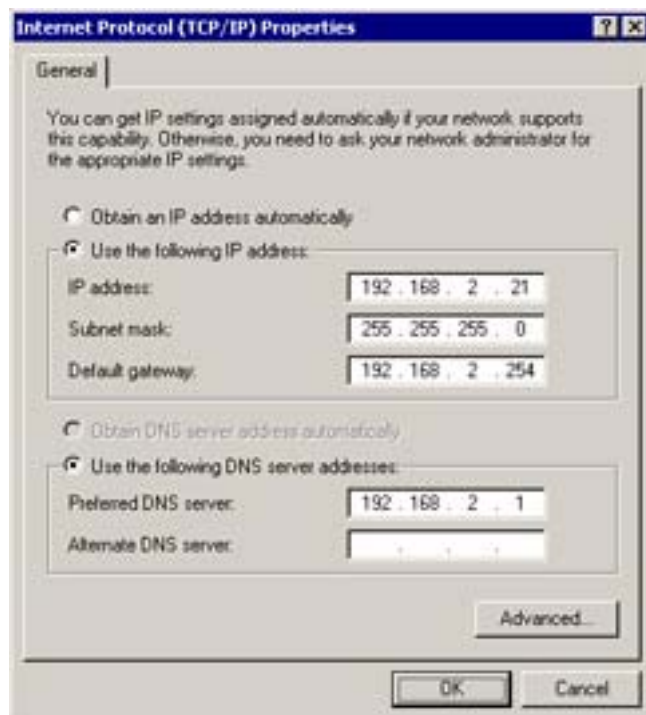 Internet Protocol (TCP/IP) Properties
General
You can get IP settings assigned automatically if your network supports
this capability. Otherwise, you need to ask your network administrator for
the appropriate IP settings.
Obtain an IP address automatically
Use the following IP address:
IP address: 192 . 168 . 2 . 21
Subnet mask: 255 . 255 . 255 . 0
Default gateway: 192 . 168 . 2 . 254
Obtain DNS server address automatically
Use the following DNS server addresses:
Preferred DNS server: 192 . 168 . 2 . 1
Alternate DNS server: . . .
Advanced...
OK Cancel